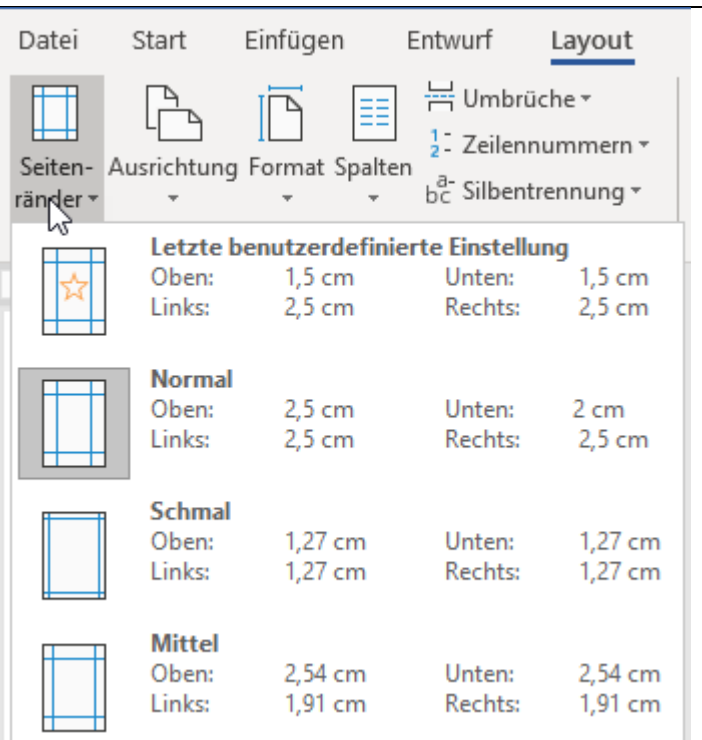 Datei Start Einfügen Entwurf Layout
Umbrüche
1 2 Zeilennummern
Seiten- Ausrichtung Format Spalten
ränder
a- bc Silbentrennung
Letzte benutzerdefinierte Einstellung
Oben: 1,5 cm Unten: 1,5 cm
Links: 2,5 cm Rechts: 2,5 cm
Normal
Oben: 2,5 cm Unten: 2 cm
Links: 2,5 cm Rechts: 2,5 cm
Schmal
Oben: 1,27 cm Unten: 1,27 cm
Links: 1,27 cm Rechts: 1,27 cm
Mittel
Oben: 2,54 cm Unten: 2,54 cm
Links: 1,91 cm Rechts: 1,91 cm